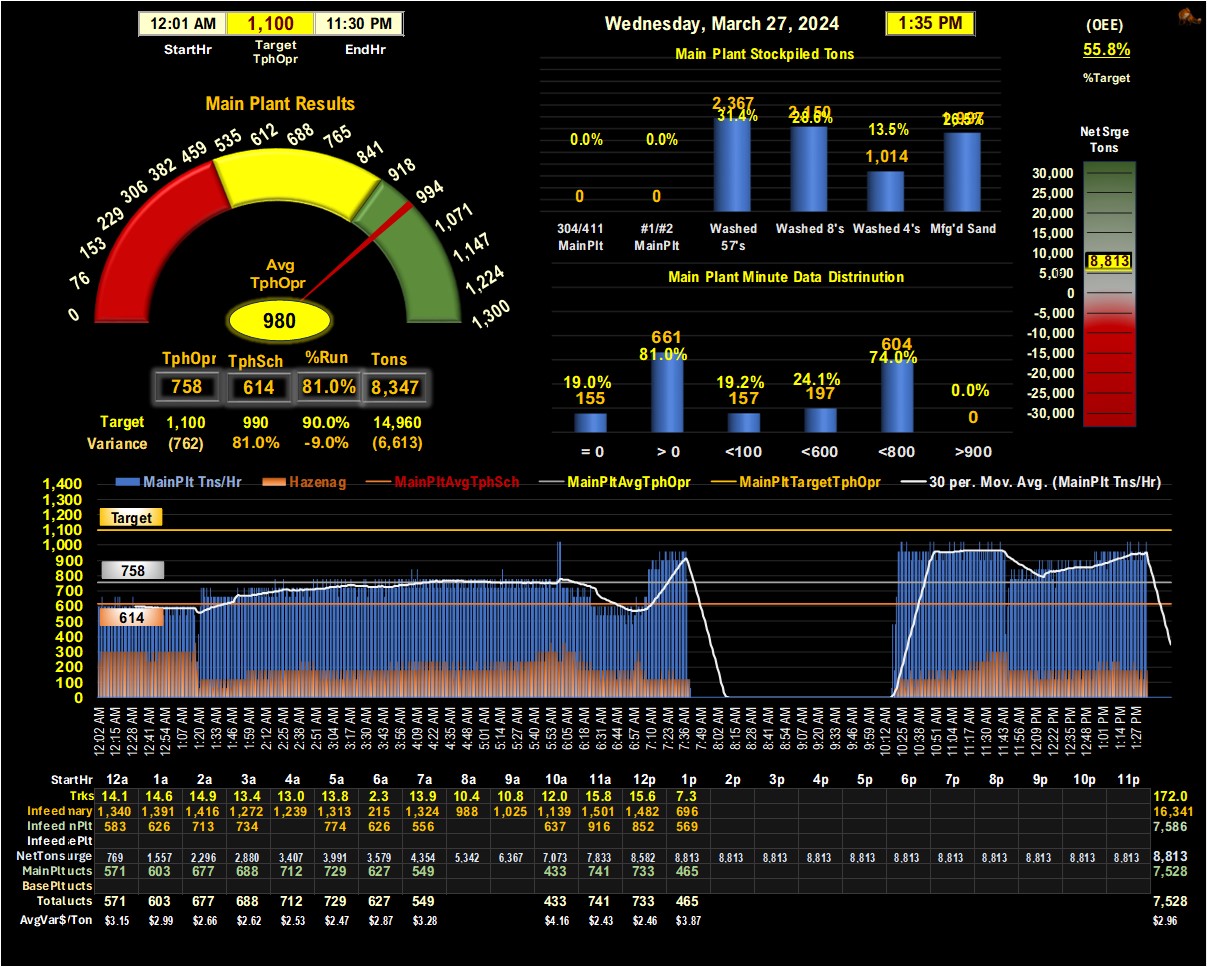 12:01 AM 1,100 11:30 PM
StartHr Target TphOpr EndHr
Wednesday, March 27, 2024 1:35 PM
(OEE)
55.8%
%Target
Main Plant Results
0 76 153 229 306 382 459 535 612 688 765 841 918 994 1,071 1,147 1,224 1,300
Avg
TphOpr
980
TphOpr TphSch %Run Tons
758 614 81.0% 8,347
Target 1,100 990 90.0% 14,960
Variance (762) 81.0% -9.0% (6,613)
Main Plant Stockpiled Tons
2,367 2,150
31.4% 13.5%
0.0% 0.0% 1,014
0 0
304/411 MainPlt #1/#2 MainPlt Washed 57's Washed 8's Washed 4's Mfg'd Sand
Main Plant Minute Data Distrinution
661 604
81.0% 74.0%
19.0% 19.2% 24.1% 0.0%
155 157 197 0
= 0 > 0 <100 <600 <800 >900
NetSrge
Tons
30,000
25,000
20,000
15,000
10,000
8,813
5,000
0
-5,000
-10,000
-15,000
-20,000
-25,000
-30,000
MainPlt Tns/Hr Hazenag MainPltAvgTphSch MainPltAvgTphOpr MainPltTargetTphOpr 30 per. Mov. Avg. (MainPlt Tns/Hr)
1,400
1,300
1,200
1,100
1,000
900
800
700
600
500
400
300
200
100
0
Target
758
614
12:02 AM 12:15 AM 12:28 AM 12:41 AM 12:54 AM 1:07 AM 1:20 AM 1:33 AM 1:46 AM 1:59 AM 2:12 AM 2:25 AM 2:38 AM 2:51 AM 3:04 AM 3:17 AM 3:30 AM 3:43 AM 3:56 AM 4:09 AM 4:22 AM 4:35 AM 4:48 AM 5:01 AM 5:14 AM 5:27 AM 5:40 AM 5:53 AM 6:05 AM 6:18 AM 6:31 AM 6:44 AM 6:57 AM 7:10 AM 7:23 AM 7:36 AM 7:49 AM 8:02 AM 8:15 AM 8:28 AM 8:41 AM 8:54 AM 9:07 AM 9:20 AM 9:33 AM 9:46 AM 9:59 AM 10:12 AM 10:25 AM 10:38 AM 10:51 AM 11:04 AM 11:17 AM 11:30 AM 11:43 AM 11:56 AM 12:09 PM 12:22 PM 12:35 PM 12:48 PM 1:01 PM 1:14 PM 1:27 PM
StartHr 12a 1a 2a 3a 4a 5a 6a 7a 8a 9a 10a 11a 12p 1p 2p 3p 4p 5p 6p 7p 8p 9p 10p 11p
Trks 14.1 14.6 14.9 13.4 13.0 13.8 2.3 13.9 10.4 10.8 12.0 15.8 15.6 7.3 172.0
Infeed nary 1,340 1,391 1,416 1,272 1,239 1,313 215 1,324 988 1,025 1,139 1,501 1,482 696 16,341
Infeed nPlt 583 626 713 734 774 626 556 637 916 852 569 7,586
Infeed ePlt
NetTons urge 769 1,557 2,296 2,880 3,407 3,991 3,579 4,354 5,342 6,367 7,073 7,833 8,582 8,813 8,813 8,813 8,813 8,813 8,813 8,813 8,813 8,813 8,813 8,813 8,813
MainPlt ucts 571 603 677 688 712 729 627 549 433 741 733 465 7,528
BasePlt ucts
Total ucts 571 603 677 688 712 729 627 549 433 741 733 465 7,528
AvgVar$/Ton $3.15 $2.99 $2.66 $2.62 $2.53 $2.47 $2.87 $3.28 $4.16 $2.43 $2.46 $3.87 $2.96